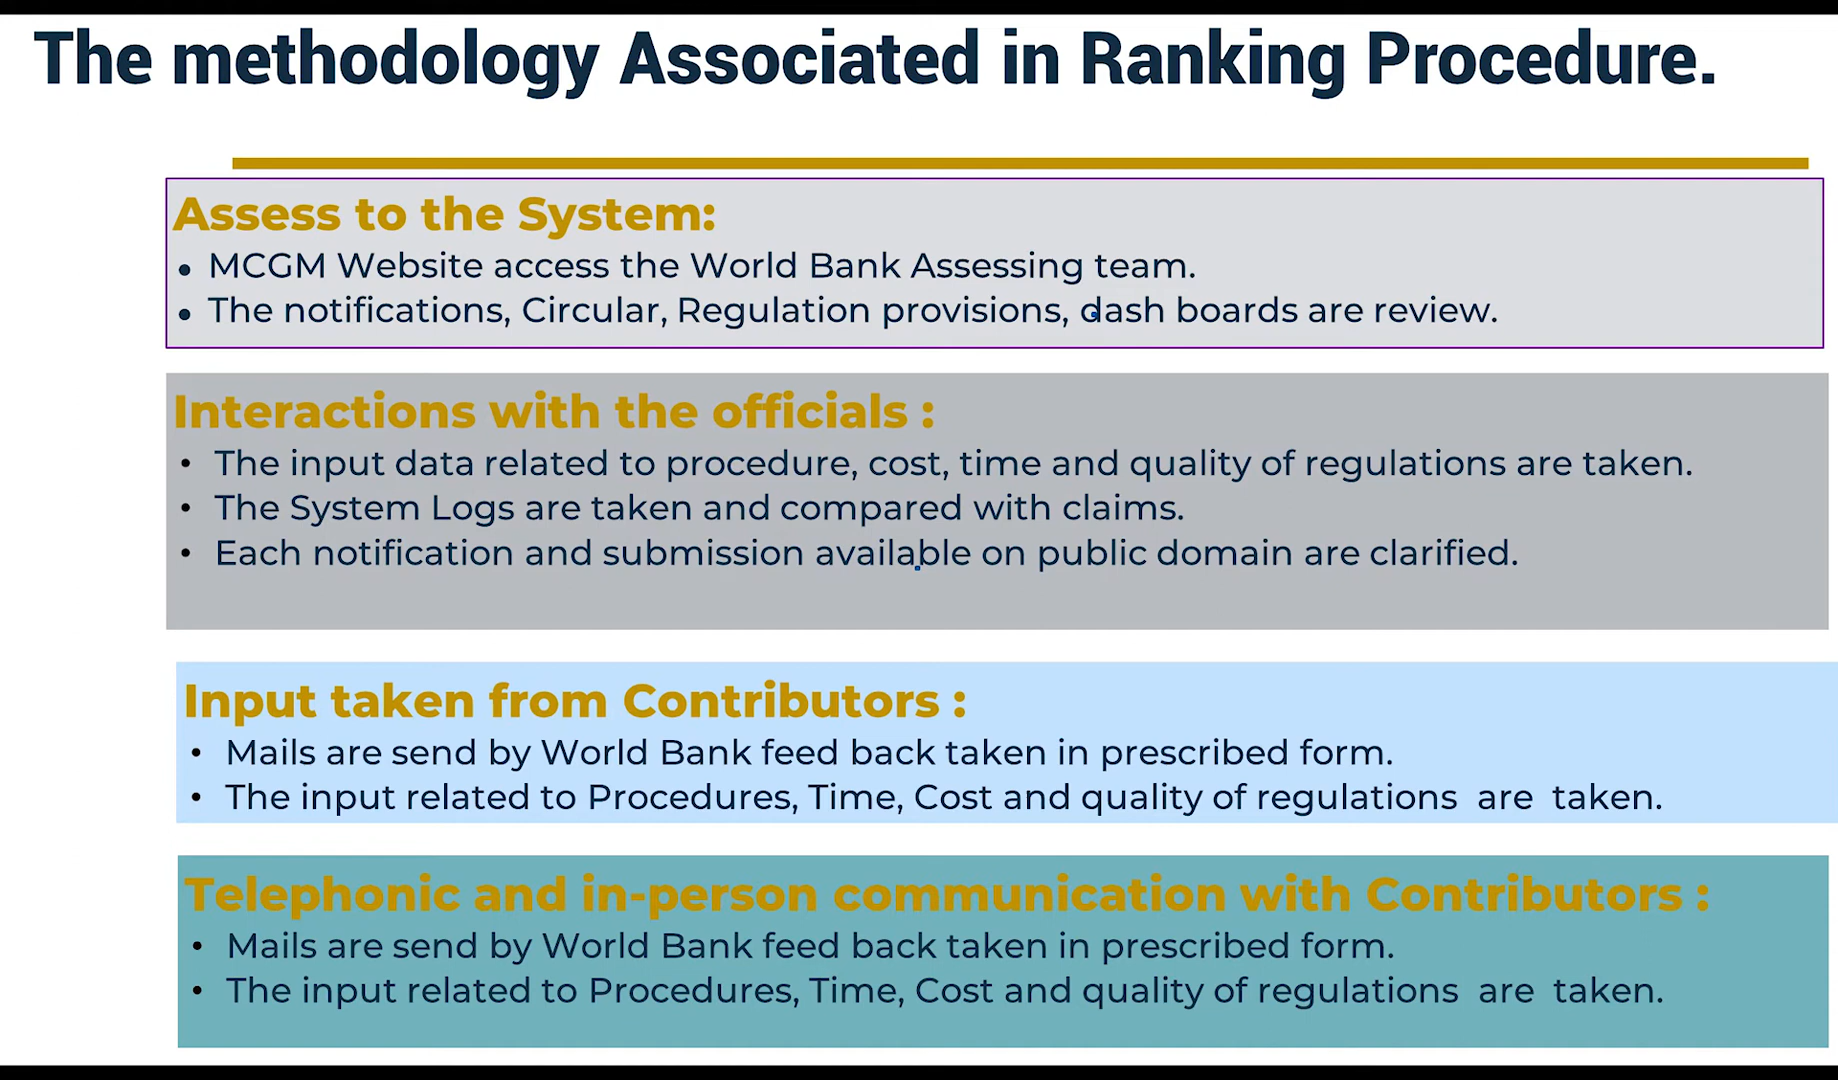 The methodology Associated in Ranking Procedure.
Assess to the System:
• MCGM Website access the World Bank Assessing team.
• The notifications, Circular, Regulation provisions, dash boards are review.
Interactions with the officials :
• The input data related to procedure, cost, time and quality of regulations are taken.
• The System Logs are taken and compared with claims.
• Each notification and submission available on public domain are clarified.
Input taken from Contributors :
• Mails are send by World Bank feed back taken in prescribed form.
• The input related to Procedures, Time, Cost and quality of regulations are taken.
Telephonic and in-person communication with Contributors :
• Mails are send by World Bank feed back taken in prescribed form.
• The input related to Procedures, Time, Cost and quality of regulations are taken.